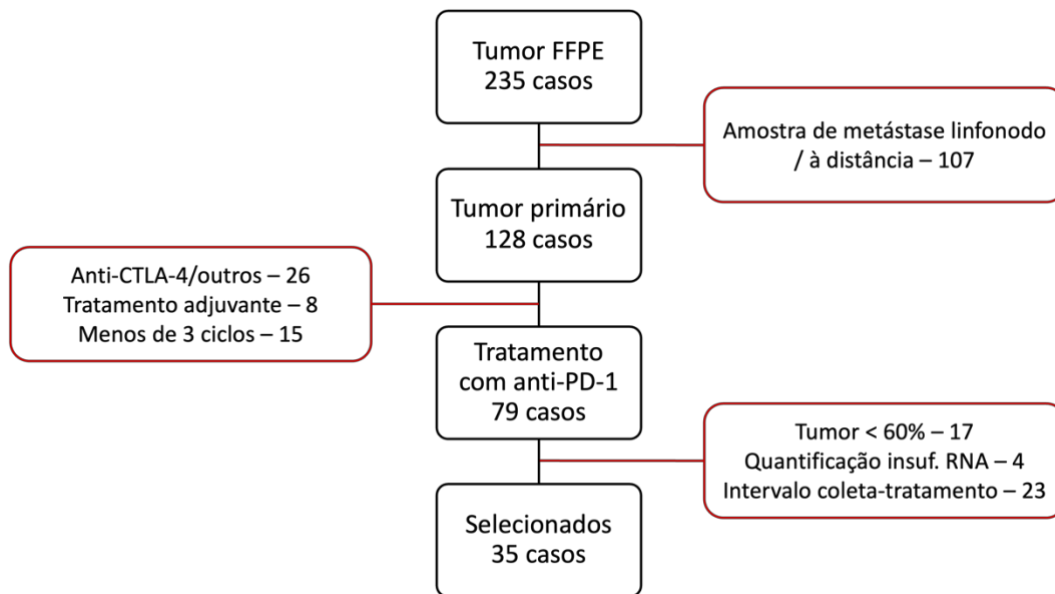 Tumor FFPE
235 casos
Amostra de metástase linfonodo
/ à distância – 107
Tumor primário
128 casos
Anti-CTLA-4/outros – 26
Tratamento adjuvante – 8
Menos de 3 ciclos – 15
Tratamento
com anti-PD-1
79 casos
Tumor < 60% – 17
Quantificação insuf. RNA – 4
Intervalo coleta-tratamento – 23
Selecionados
35 casos